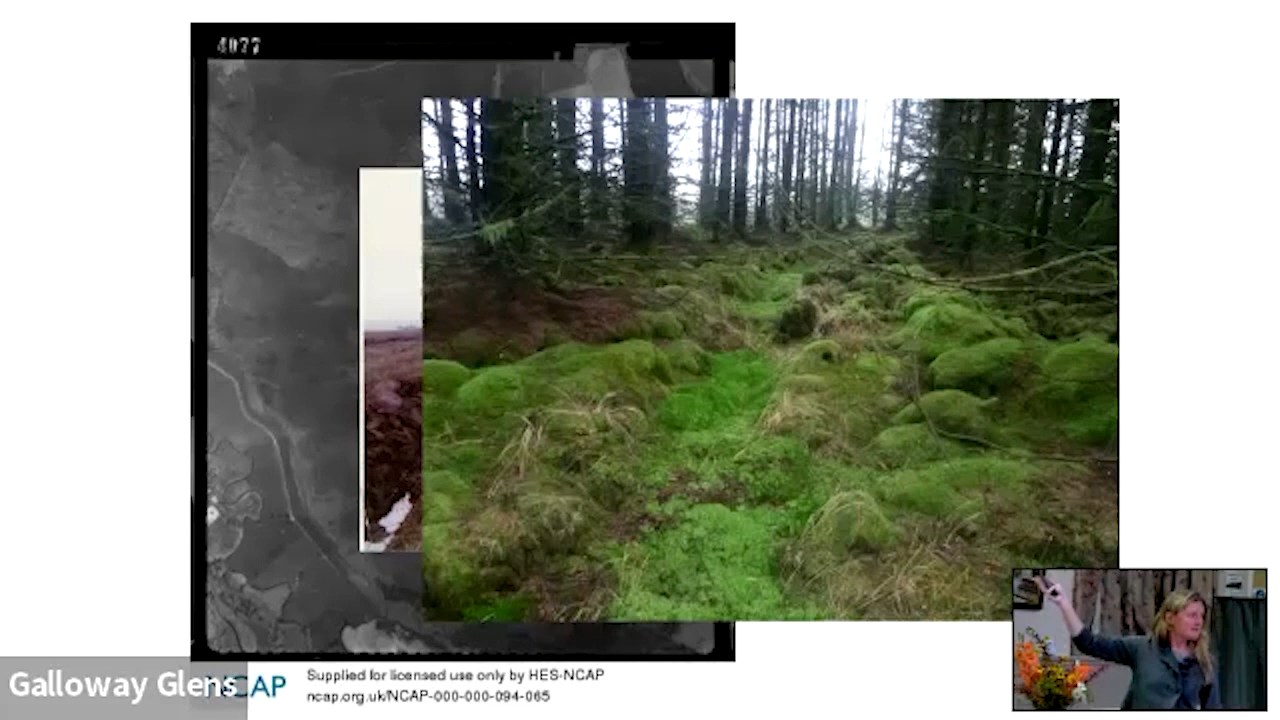 4077
Galloway Glens
CAP
Supplied for licensed use only by HES-NCAP
ncap.org.uk/NCAP-000-000-094-065